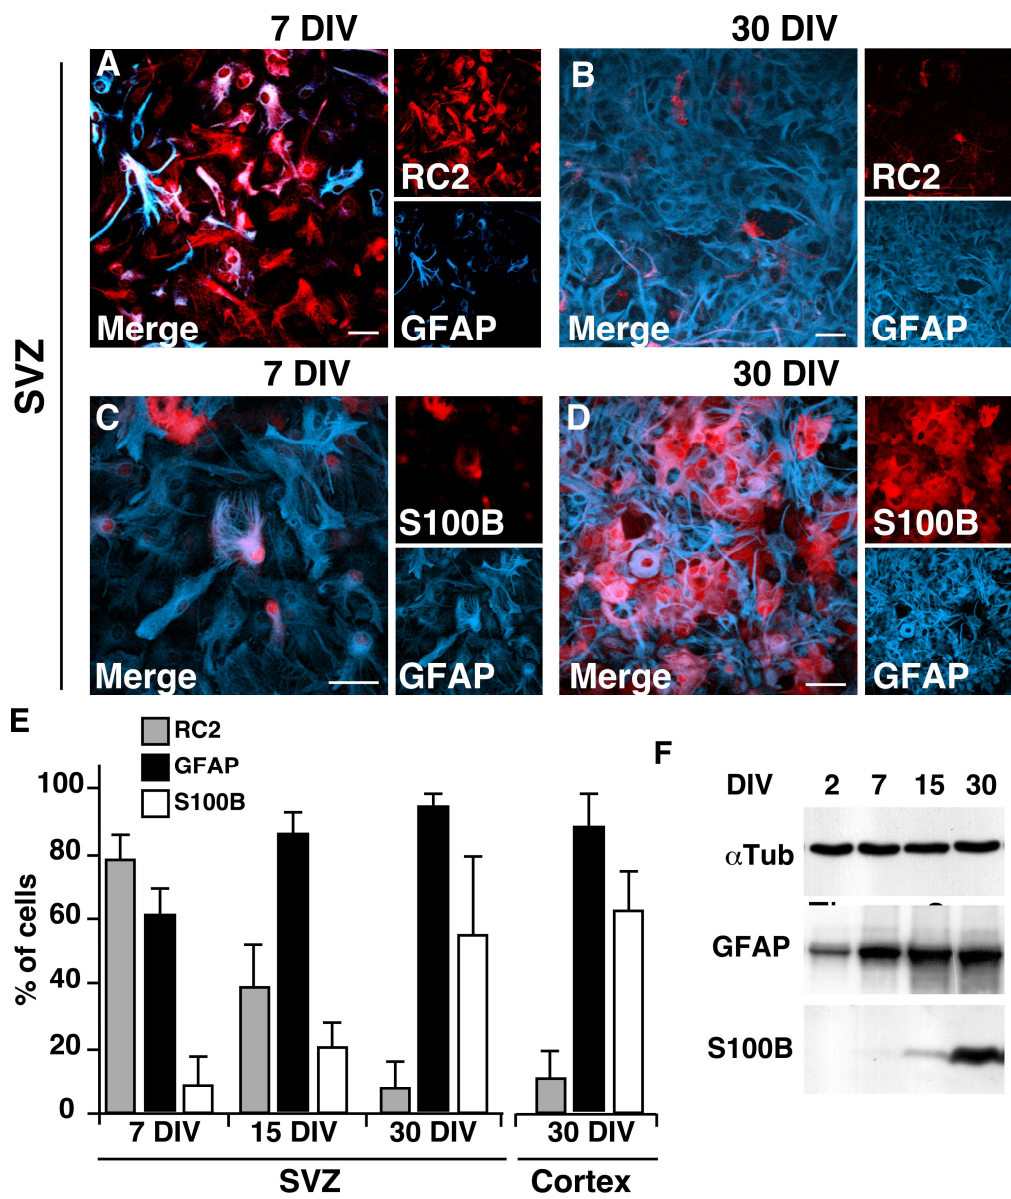 7 DIV
30 DIV
SVZ
A
Merge
RC2
GFAP
B
Merge
RC2
GFAP
7 DIV
30 DIV
C
Merge
S100B
GFAP
D
Merge
S100B
GFAP
E
RC2
GFAP
S100B
% of cells
100
80
60
40
20
0
7 DIV
15 DIV
30 DIV
30 DIV
SVZ
Cortex
F
DIV 2 7 15 30
αTub
GFAP
S100B